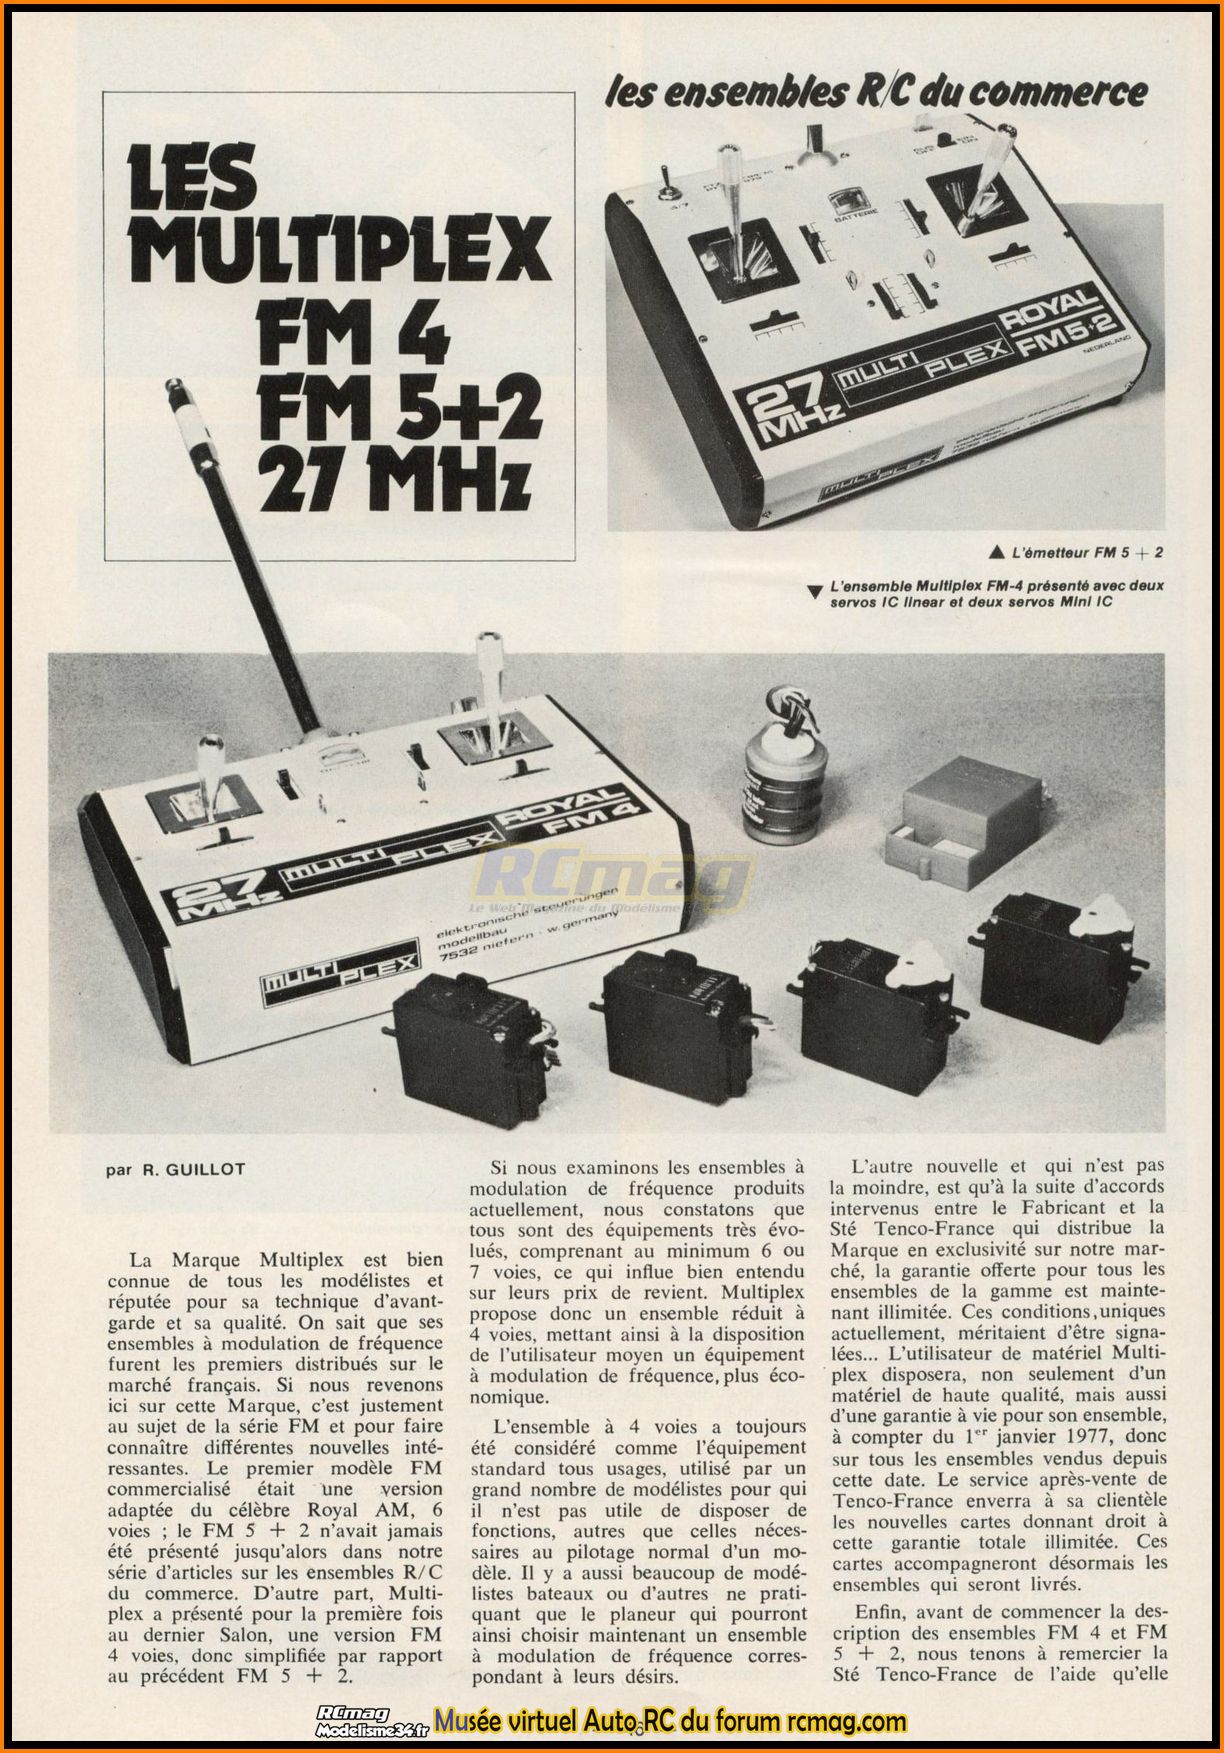 les ensembles R/C du commerce
LES
MULTIPLEX
FM 4
FM 5+2
27 MHz
BATTERIE
27
MHz
MULTI
PLEX
ROYAL
FM5+2
NEDERLAND
MULTI
PLEX
▲ L'émetteur FM 5 + 2
▼ L'ensemble Multiplex FM-4 présenté avec deux
servos IC linear et deux servos Mini IC
27
MHz
MULTI
PLEX
ROYAL
FM 4
MULTI
PLEX
elektronische steuerungen
modellbau
7532 niefern · w. germany
RCmag
Le Web Magazine du Modélisme RC
par R. GUILLOT
La Marque Multiplex est bien
connue de tous les modélistes et
réputée pour sa technique d'avant-
garde et sa qualité. On sait que ses
ensembles à modulation de fréquence
furent les premiers distribués sur le
marché français. Si nous revenons
ici sur cette Marque, c'est justement
au sujet de la série FM et pour faire
connaître différentes nouvelles inté-
ressantes. Le premier modèle FM
commercialisé était une version
adaptée du célèbre Royal AM, 6
voies ; le FM 5 + 2 n'avait jamais
été présenté jusqu'alors dans notre
série d'articles sur les ensembles R/C
du commerce. D'autre part, Multi-
plex a présenté pour la première fois
au dernier Salon, une version FM
4 voies, donc simplifiée par rapport
au précédent FM 5 + 2.
Si nous examinons les ensembles à
modulation de fréquence produits
actuellement, nous constatons que
tous sont des équipements très évo-
lués, comprenant au minimum 6 ou
7 voies, ce qui influe bien entendu
sur leurs prix de revient. Multiplex
propose donc un ensemble réduit à
4 voies, mettant ainsi à la disposition
de l'utilisateur moyen un équipement
à modulation de fréquence, plus éco-
nomique.
L'ensemble à 4 voies a toujours
été considéré comme l'équipement
standard tous usages, utilisé par un
grand nombre de modélistes pour qui
il n'est pas utile de disposer de
fonctions, autres que celles néces-
saires au pilotage normal d'un mo-
dèle. Il y a aussi beaucoup de modé-
listes bateaux ou d'autres ne prati-
quant que le planeur qui pourront
ainsi choisir maintenant un ensemble
à modulation de fréquence corres-
pondant à leurs désirs.
L'autre nouvelle et qui n'est pas
la moindre, est qu'à la suite d'accords
intervenus entre le Fabricant et la
Sté Tenco-France qui distribue la
Marque en exclusivité sur notre mar-
ché, la garantie offerte pour tous les
ensembles de la gamme est mainte-
nant illimitée. Ces conditions, uniques
actuellement, méritaient d'être signa-
lées... L'utilisateur de matériel Multi-
plex disposera, non seulement d'un
matériel de haute qualité, mais aussi
d'une garantie à vie pour son ensemble,
à compter du 1er janvier 1977, donc
sur tous les ensembles vendus depuis
cette date. Le service après-vente de
Tenco-France enverra à sa clientèle
les nouvelles cartes donnant droit à
cette garantie totale illimitée. Ces
cartes accompagneront désormais les
ensembles qui seront livrés.
Enfin, avant de commencer la des-
cription des ensembles FM 4 et FM
5 + 2, nous tenons à remercier la
Sté Tenco-France de l'aide qu'elle
RCmag
Modelisme34.fr
Musée virtuel Auto RC du forum rcmag.com